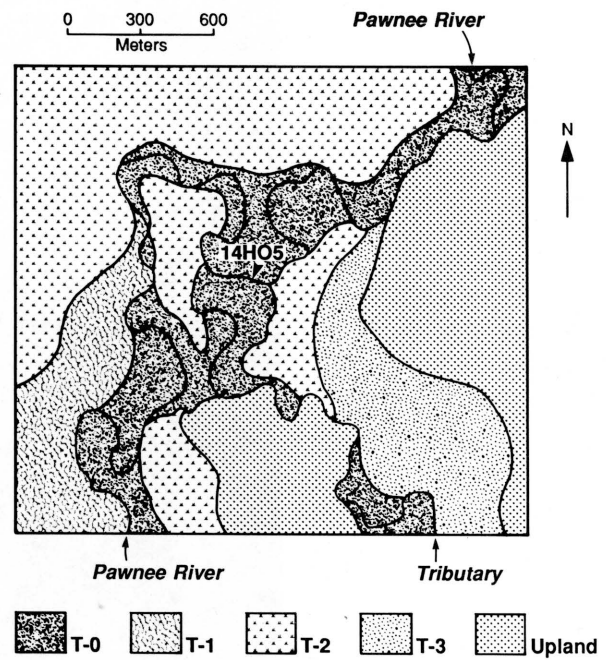 Pawnee River
0 300 600
Meters
N
14HO5
Pawnee River
Tributary
T-0
T-1
T-2
T-3
Upland